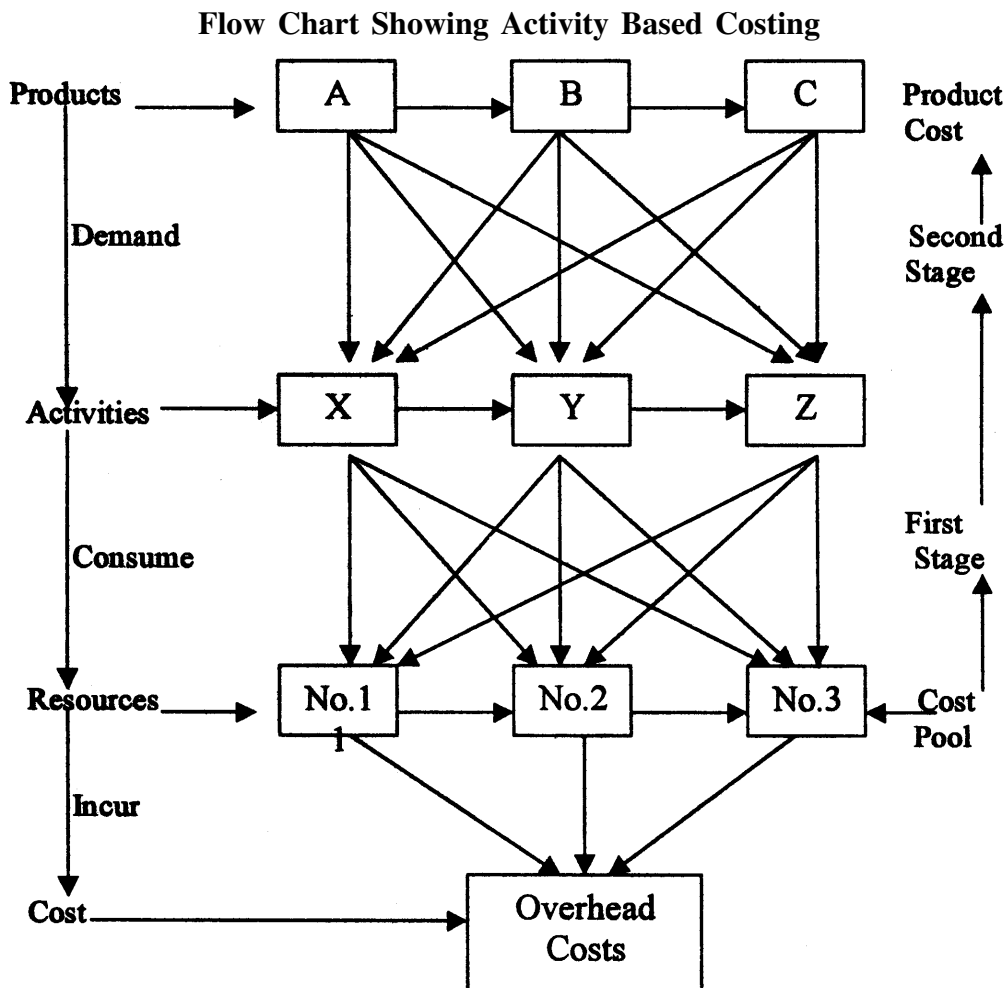 Flow Chart Showing Activity Based Costing
Products
A
B
C
Product
Cost
Demand
Second
Stage
Activities
X
Y
Z
Consume
First
Stage
Resources
No.1
1
No.2
No.3
Cost
Pool
Incur
Cost
Overhead
Costs